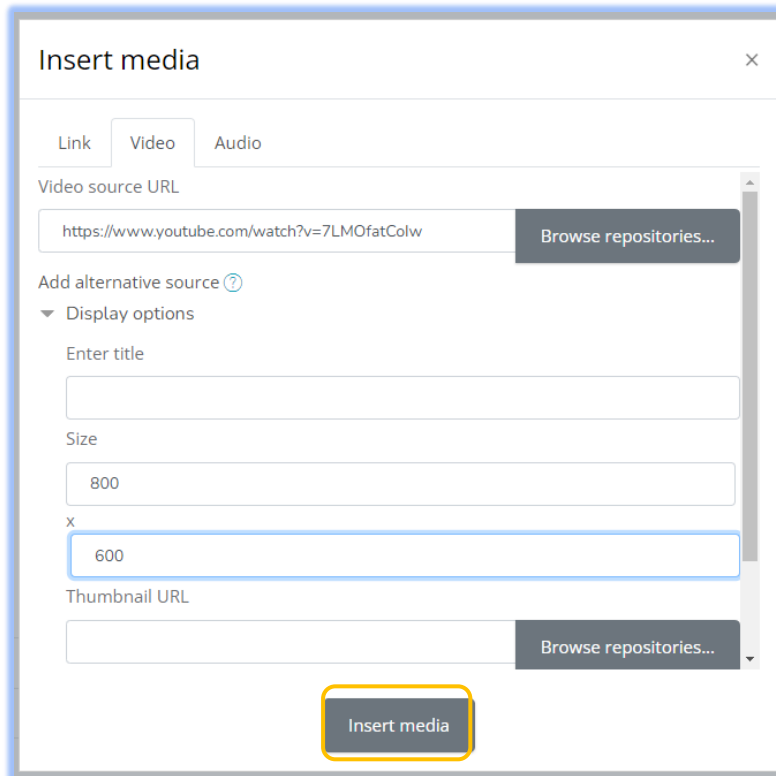 Insert media ×
Link Video Audio
Video source URL
https://www.youtube.com/watch?v=7LMOfatColw Browse repositories...
Add alternative source ?
Display options
Enter title
Size
800
x
600
Thumbnail URL
Browse repositories...
Insert media